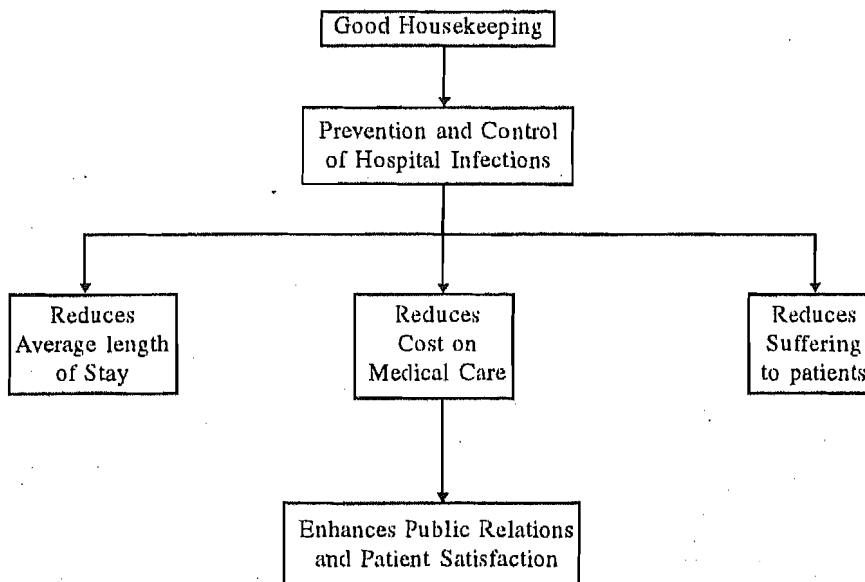 Good Housekeeping
Prevention and Control
of Hospital Infections
Reduces
Average length
of Stay
Reduces
Cost on
Medical Care
Reduces
Suffering
to patients
Enhances Public Relations
and Patient Satisfaction